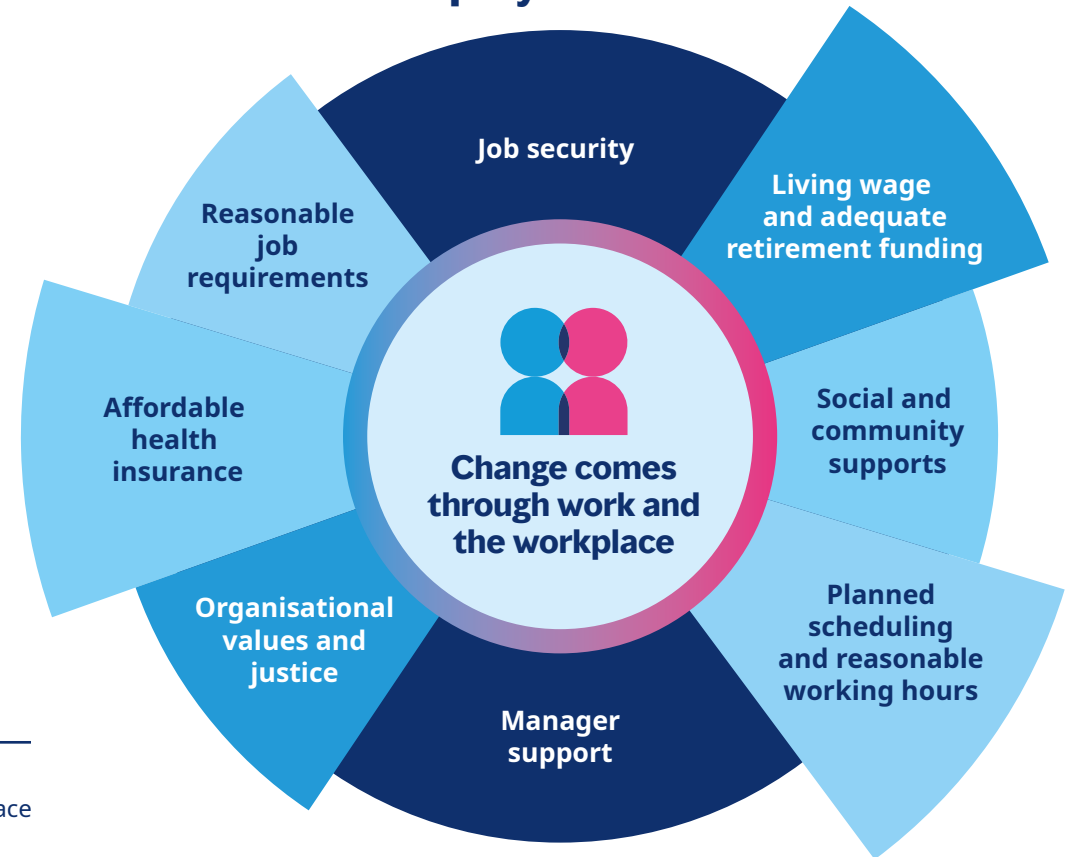 Job security
Living wage
and adequate
retirement funding
Social and
community
supports
Planned
scheduling
and reasonable
working hours
Manager
support
Organisational
values and
justice
Affordable
health
insurance
Reasonable
job
requirements
Change comes
through work and
the workplace